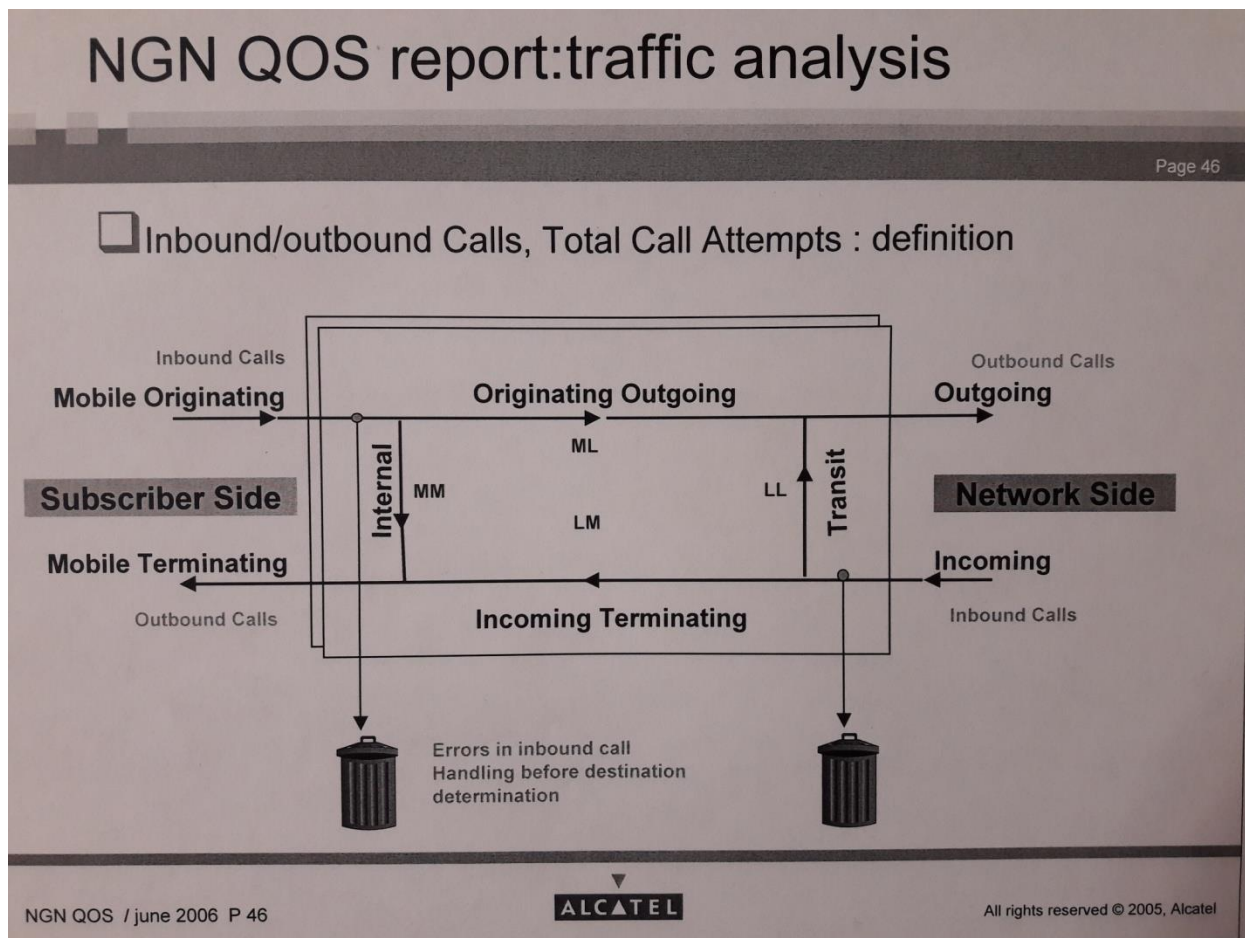 NGN QOS report:traffic analysis
Page 46
Inbound/outbound Calls, Total Call Attempts : definition
Inbound Calls
Mobile Originating
Originating Outgoing
Outbound Calls
Outgoing
ML
Internal
MM
LL
Transit
Subscriber Side
Network Side
LM
Mobile Terminating
Incoming
Outbound Calls
Incoming Terminating
Inbound Calls
Errors in inbound call
Handling before destination
determination
NGN QOS / june 2006 P 46
ALCATEL
All rights reserved © 2005, Alcatel